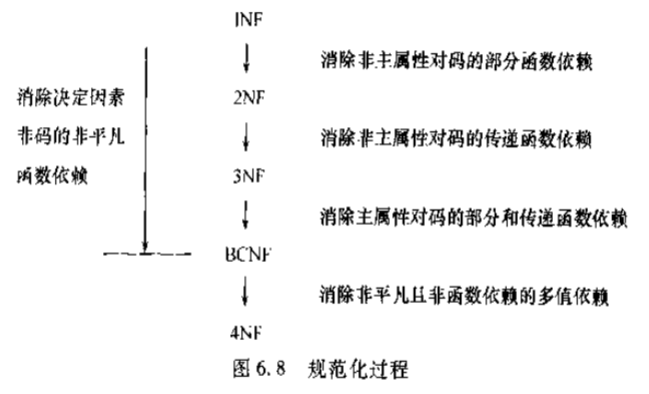 1NF
消除非主属性对码的部分函数依赖
消除决定因素
2NF
非码的非平凡
消除非主属性对码的传递函数依赖
函数依赖
3NF
消除主属性对码的部分和传递函数依赖
BCNF
消除非平凡且非函数依赖的多值依赖
4NF
图 6.8 规范化过程